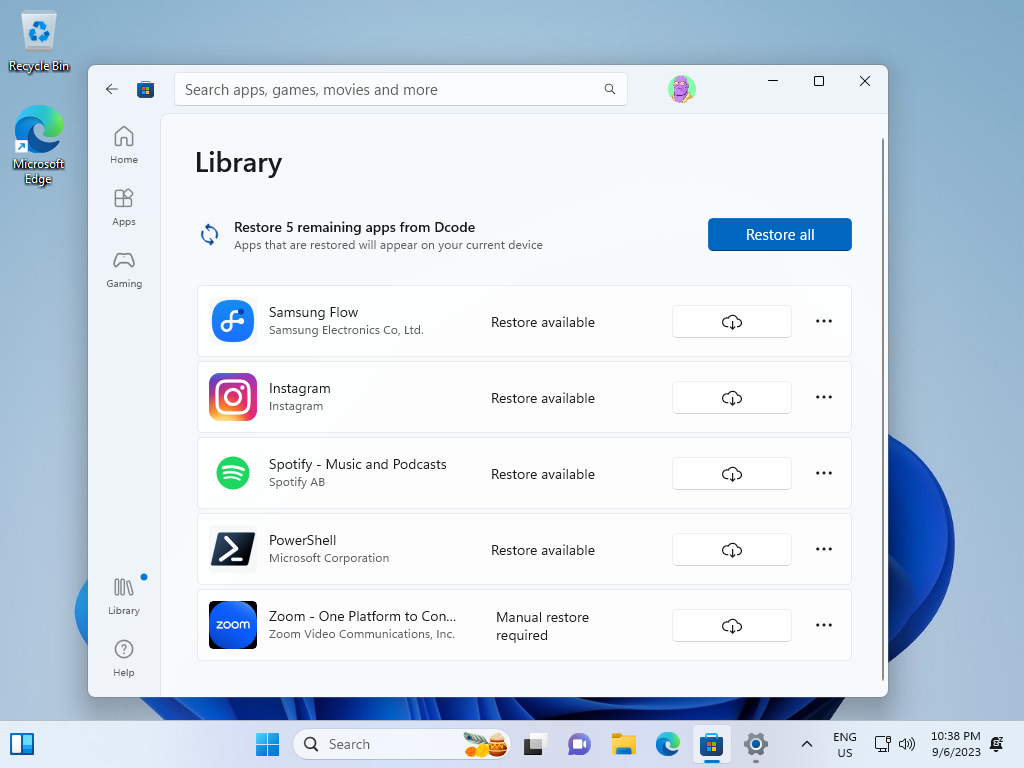 Recycle Bin
Microsoft
Edge
Search apps, games, movies and more
Home
Apps
Gaming
Library
Help
Library
Restore 5 remaining apps from Dcode
Apps that are restored will appear on your current device
Restore all
Samsung Flow
Samsung Electronics Co, Ltd.
Restore available
Instagram
Instagram
Restore available
Spotify - Music and Podcasts
Spotify AB
Restore available
PowerShell
Microsoft Corporation
Restore available
zoom
Zoom - One Platform to Con...
Zoom Video Communications, Inc.
Manual restore
required
Search
ENG
US
10:38 PM
9/6/2023